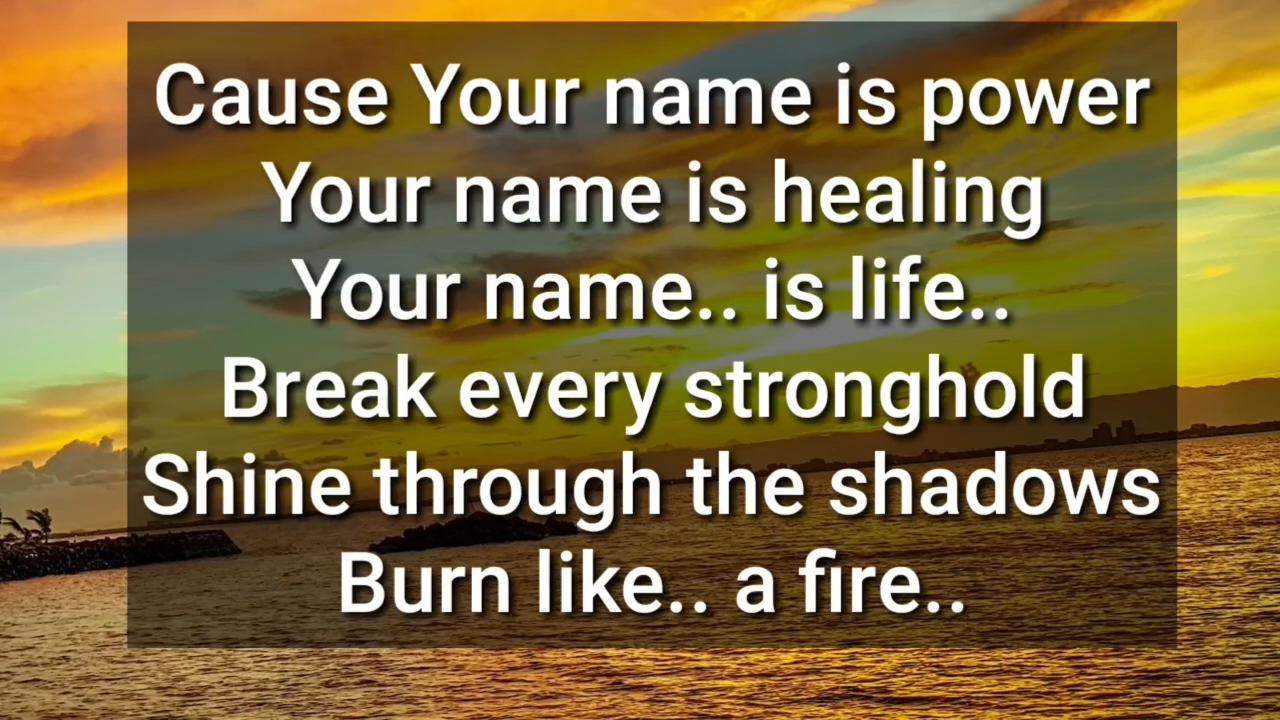 Cause Your name is power
Your name is healing
Your name.. is life..
Break every stronghold
Shine through the shadows
Burn like.. a fire..